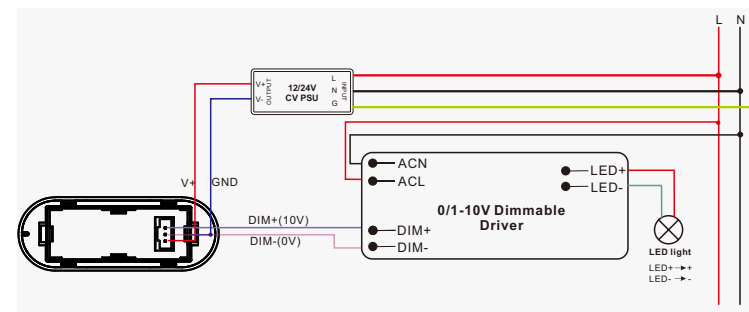 L N
V+
V-
OUTPUT
12/24V
CV PSU
L
N
G
INPUT
V+
GND
ACN
ACL
LED+
LED-
0/1-10V Dimmable
Driver
DIM+(10V)
DIM-(0V)
DIM+
DIM-
LED light
LED+→+
LED-→-